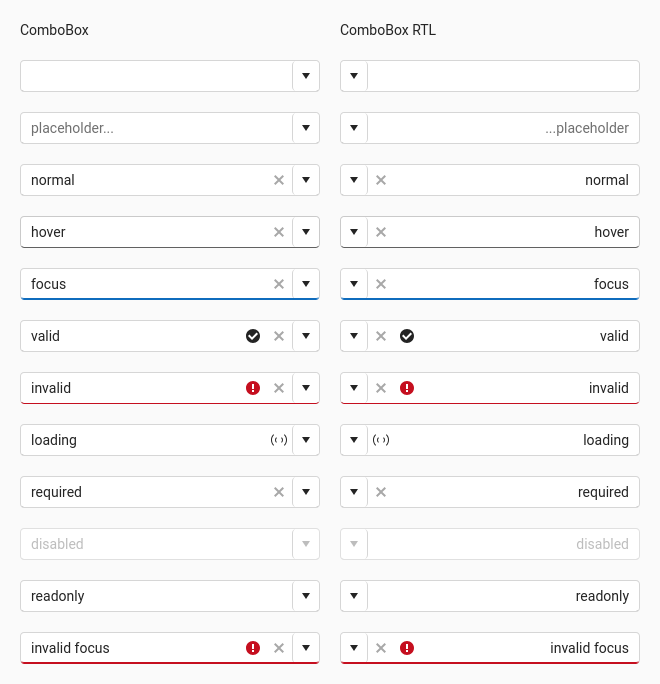 ComboBox
ComboBox RTL
placeholder...
...placeholder
normal
normal
hover
hover
focus
focus
valid
valid
invalid
invalid
loading
loading
required
required
disabled
disabled
readonly
readonly
invalid focus
invalid focus